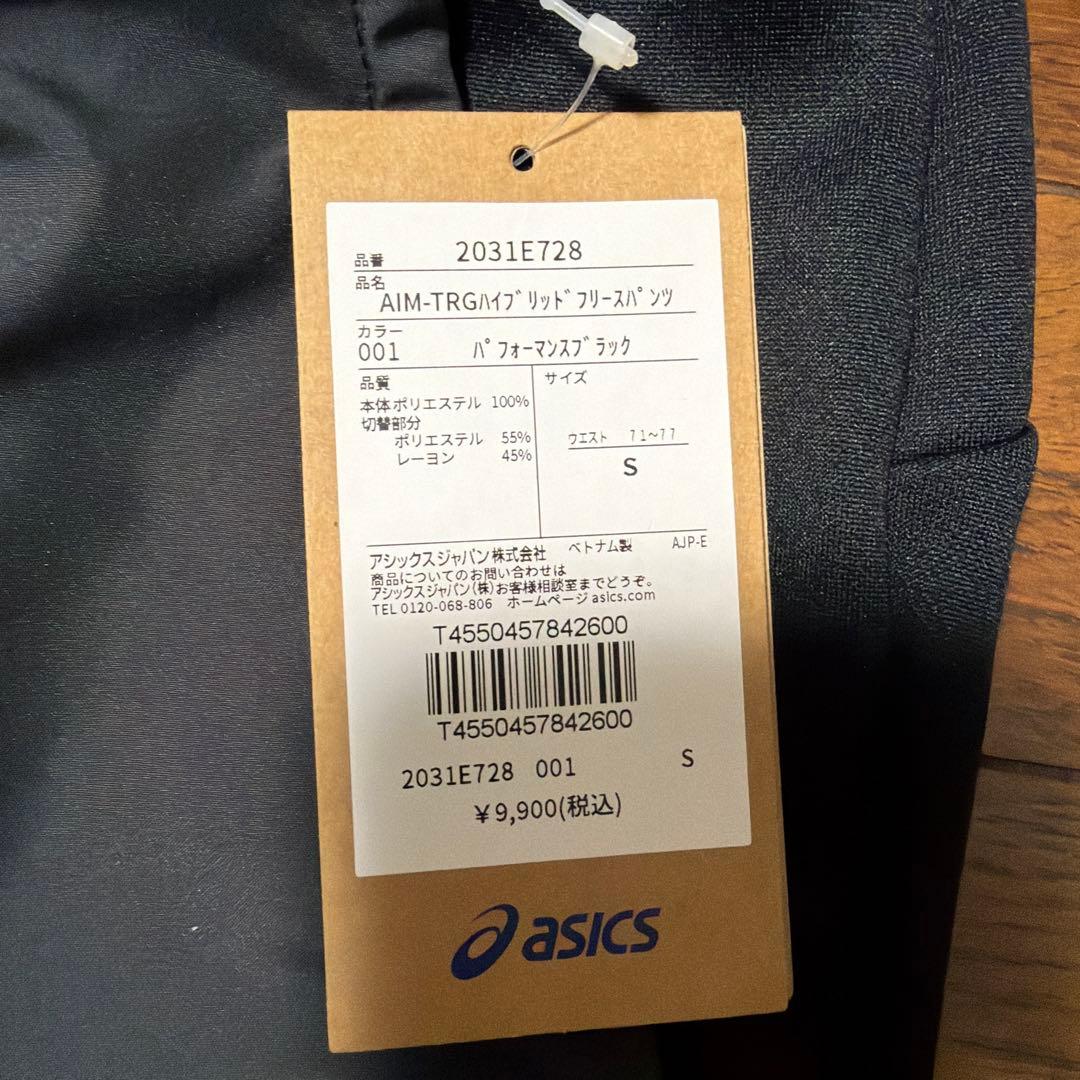 品番 2031E728
品名
AIM-TRGﾊｲﾌﾞﾘｯﾄﾞﾌﾘｰｽﾊﾟﾝﾂ
カラー
001 ﾊﾟﾌｫｰﾏﾝｽﾌﾞﾗｯｸ
品質
本体ポリエステル 100%
切替部分
ポリエステル 55%
レーヨン 45%
サイズ
ｳｴｽﾄ 71~77
S
アシックスジャパン株式会社 ベトナム製 AJP-E
商品についてのお問い合わせは
アシックスジャパン(株)お客様相談室までどうぞ。
TEL 0120-068-806 ホームページ asics.com
T4550457842600
T4550457842600
2031E728 001 S
¥9,900(税込)
asics